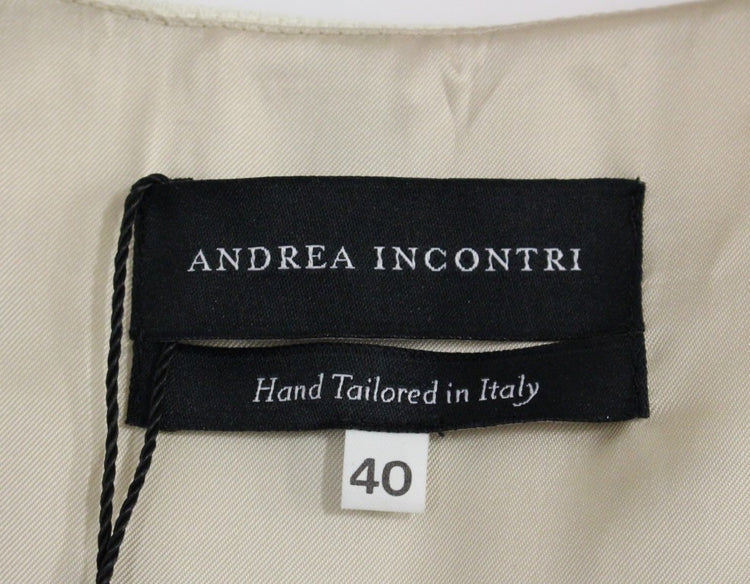 ANDREA INCONTRI
Hand Tailored in Italy
40